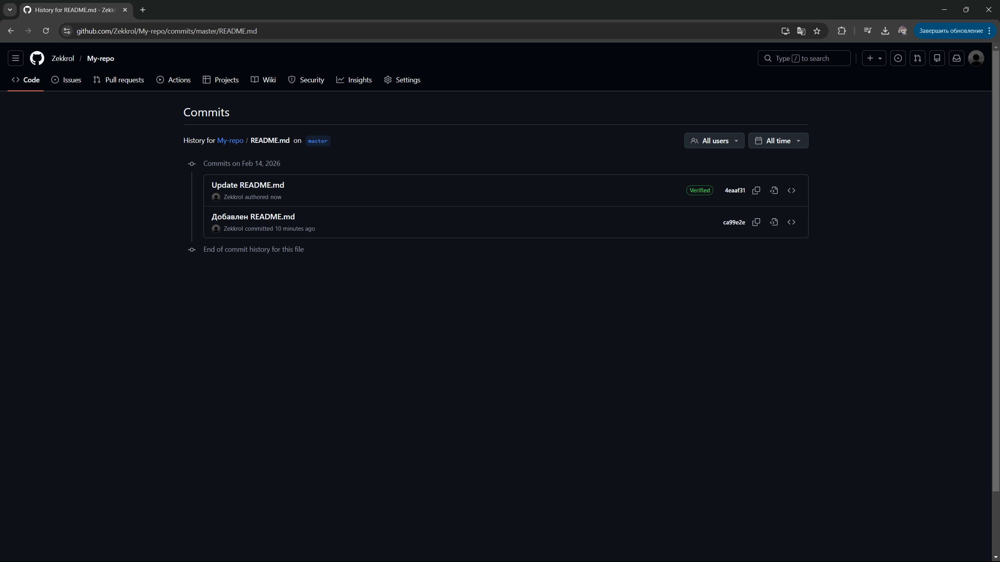 History for README.md - Zekkr
github.com/Zekkrol/My-repo/commits/master/README.md
Завершить обновление
Zekkrol / My-repo
Type / to search
Code Issues Pull requests Actions Projects Wiki Security Insights Settings
Commits
History for My-repo / README.md on master
All users All time
Commits on Feb 14, 2026
Update README.md
Verified 4eaaf31
Zekkrol authored now
Добавлен README.md
ca99e2e
Zekkrol committed 10 minutes ago
End of commit history for this file